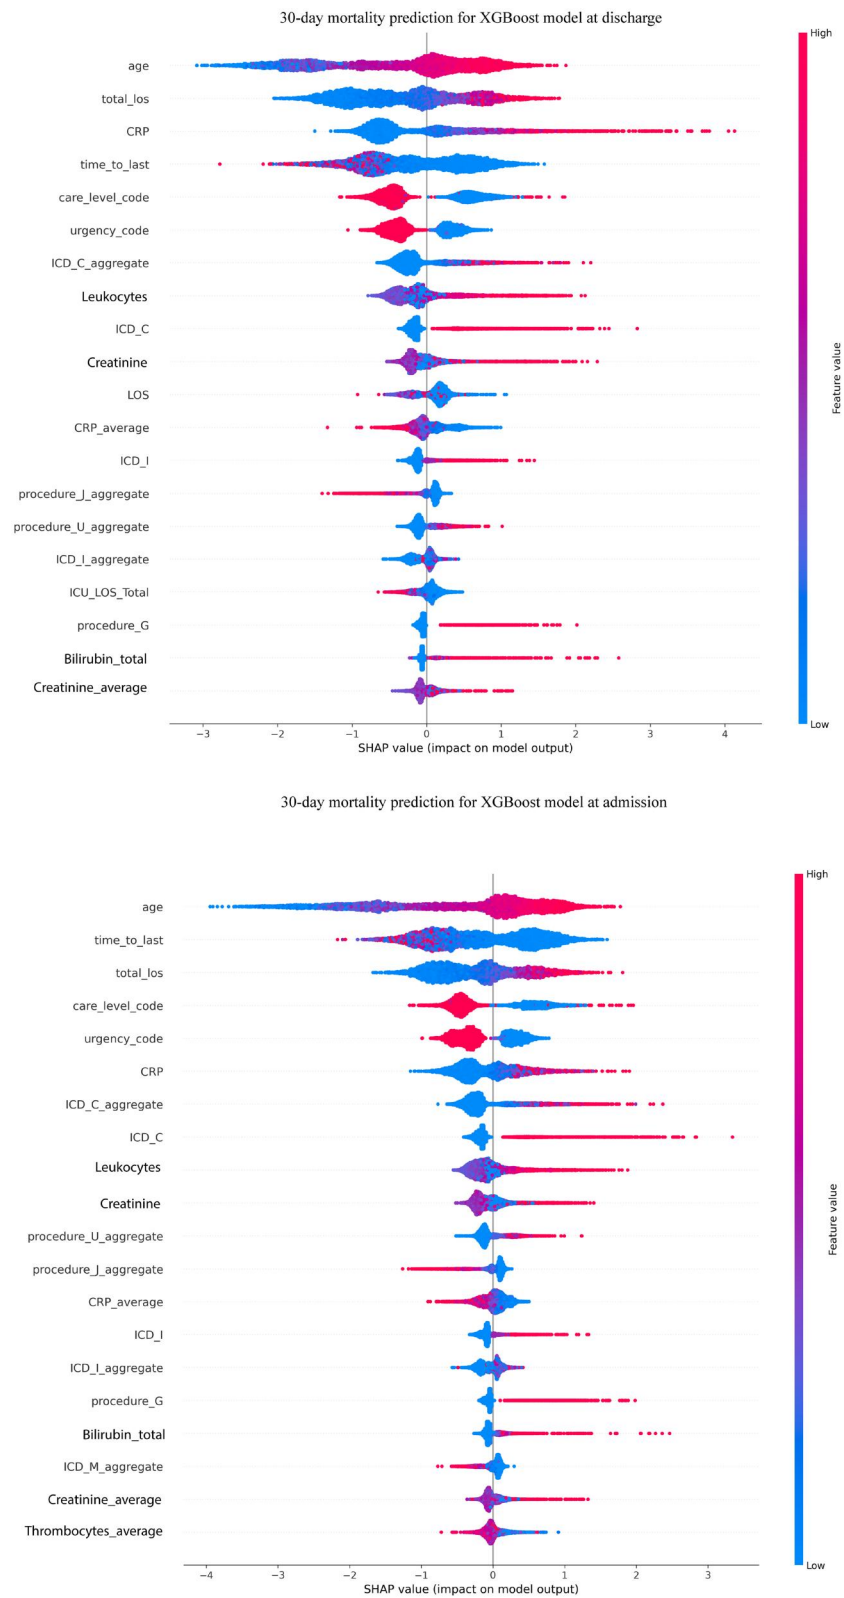 30-day mortality prediction for XGBoost model at discharge
High
age
total_los
CRP
time_to_last
care_level_code
urgency_code
ICD_C_aggregate
Leukocytes
ICD_C
Creatinine
LOS
CRP_average
ICD_I
procedure_J_aggregate
procedure_U_aggregate
ICD_I_aggregate
ICU_LOS_Total
procedure_G
Bilirubin_total
Creatinine_average
Feature value
Low
−3 −2 −1 0 1 2 3 4
SHAP value (impact on model output)
30-day mortality prediction for XGBoost model at admission
High
age
time_to_last
total_los
care_level_code
urgency_code
CRP
ICD_C_aggregate
ICD_C
Leukocytes
Creatinine
procedure_U_aggregate
procedure_J_aggregate
CRP_average
ICD_I
ICD_I_aggregate
procedure_G
Bilirubin_total
ICD_M_aggregate
Creatinine_average
Thrombocytes_average
Feature value
Low
−4 −3 −2 −1 0 1 2 3
SHAP value (impact on model output)